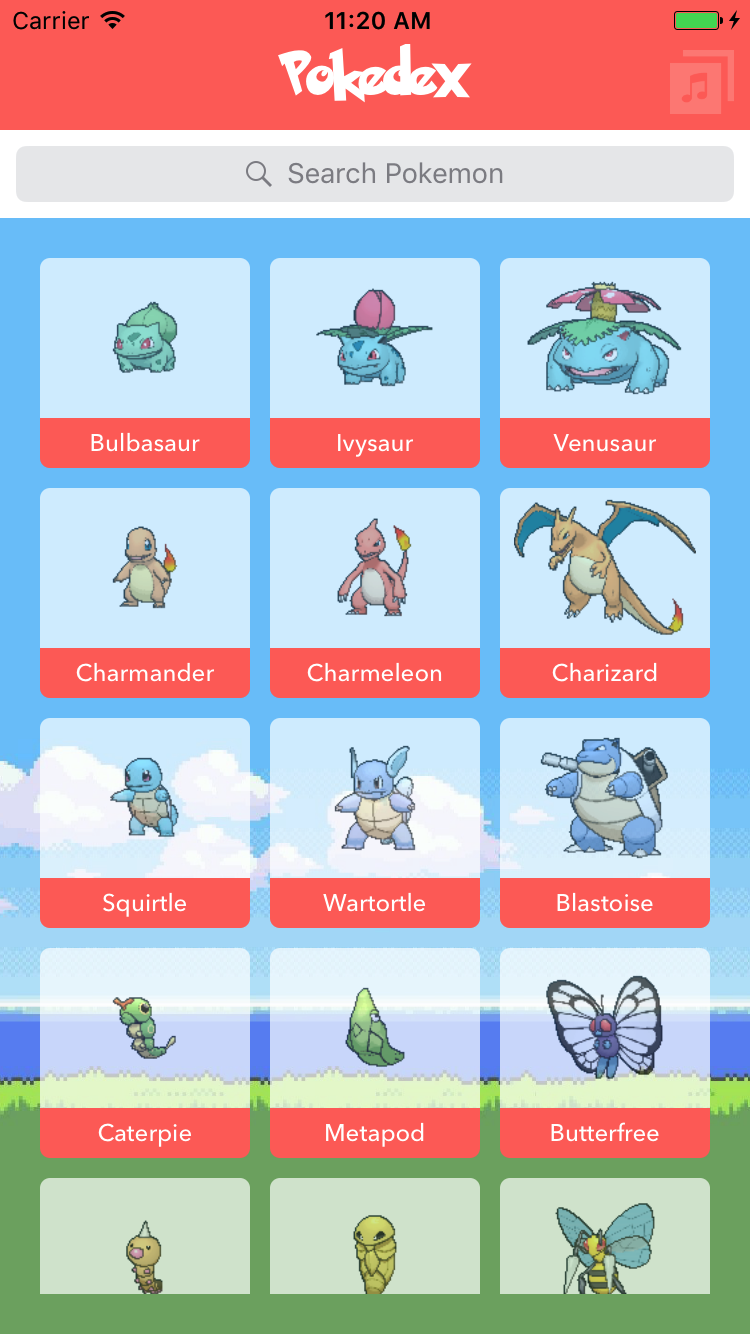 Carrier 11:20 AM
Pokedex
Search Pokemon
Bulbasaur Ivysaur Venusaur
Charmander Charmeleon Charizard
Squirtle Wartortle Blastoise
Caterpie Metapod Butterfree